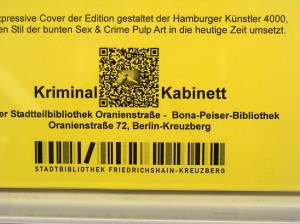 xpressive Cover der Edition gestaltet der Hamburger Künstler 4000,
en Stil der bunten Sex & Crime Pulp Art in die heutige Zeit umsetzt.
Kriminal Kabinett
er Stadtteilbibliothek Oranienstraße - Bona-Peiser-Bibliothek
Oranienstraße 72, Berlin-Kreuzberg
STADTBIBLIOTHEK FRIEDRICHSHAIN-KREUZBERG